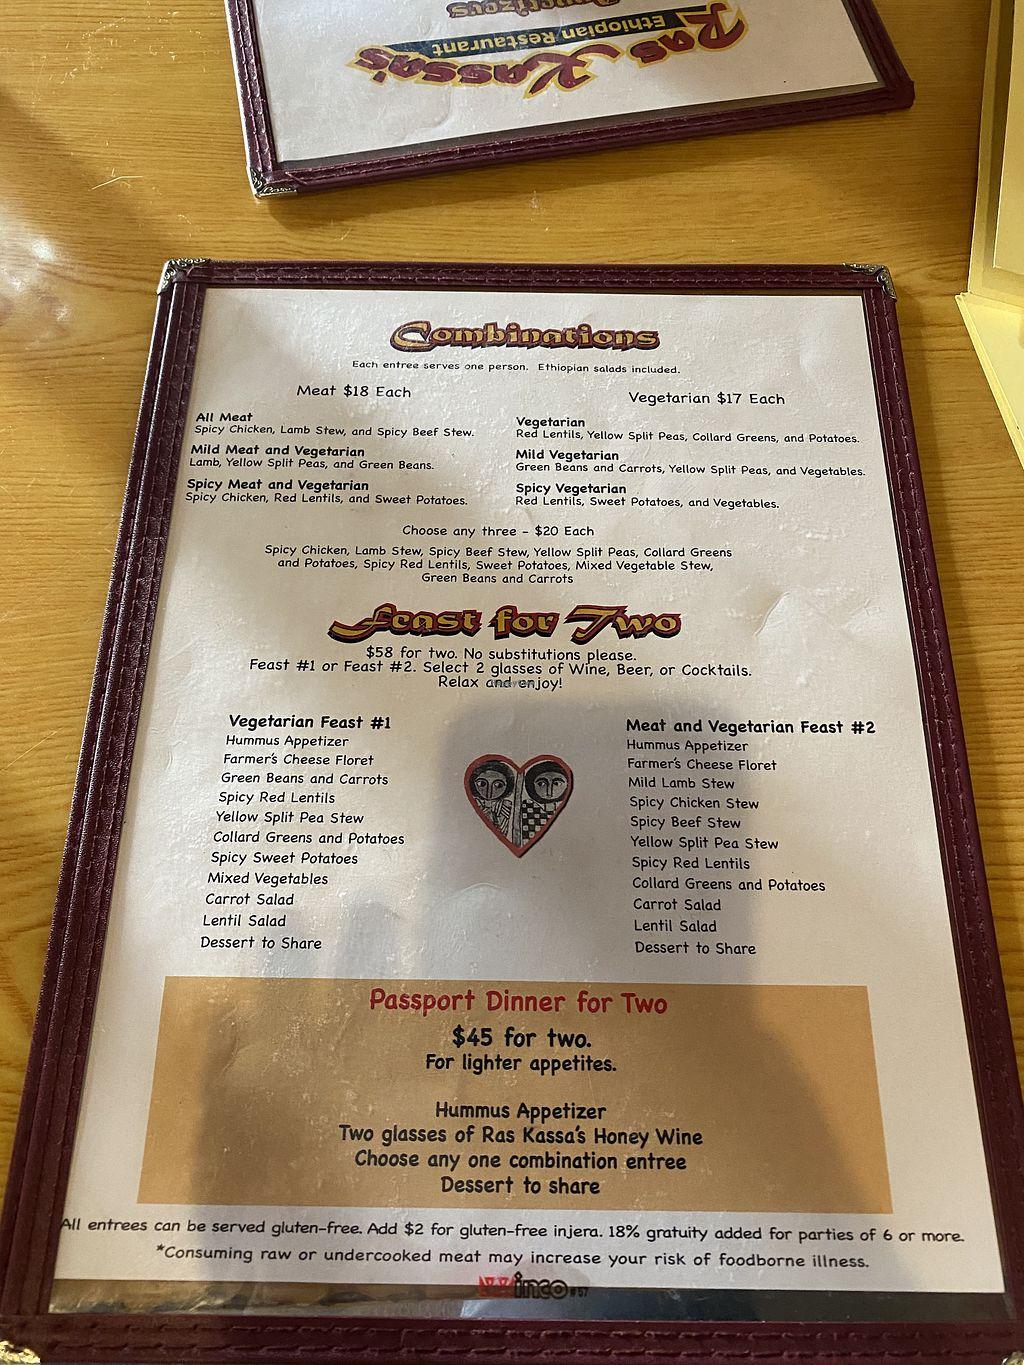 Ras Kassa's
Ethiopian Restaurant
Appetizers
Combinations
Each entree serves one person. Ethiopian salads included.
Meat $18 Each
All Meat
Spicy Chicken, Lamb Stew, and Spicy Beef Stew.
Mild Meat and Vegetarian
Lamb, Yellow Split Peas, and Green Beans.
Spicy Meat and Vegetarian
Spicy Chicken, Red Lentils, and Sweet Potatoes.
Vegetarian $17 Each
Vegetarian
Red Lentils, Yellow Split Peas, Collard Greens, and Potatoes.
Mild Vegetarian
Green Beans and Carrots, Yellow Split Peas, and Vegetables.
Spicy Vegetarian
Red Lentils, Sweet Potatoes, and Vegetables.
Choose any three - $20 Each
Spicy Chicken, Lamb Stew, Spicy Beef Stew, Yellow Split Peas, Collard Greens
and Potatoes, Spicy Red Lentils, Sweet Potatoes, Mixed Vegetable Stew,
Green Beans and Carrots
Feast for Two
$58 for two. No substitutions please.
Feast #1 or Feast #2. Select 2 glasses of Wine, Beer, or Cocktails.
Relax and enjoy!
Vegetarian Feast #1
Hummus Appetizer
Farmer's Cheese Floret
Green Beans and Carrots
Spicy Red Lentils
Yellow Split Pea Stew
Collard Greens and Potatoes
Spicy Sweet Potatoes
Mixed Vegetables
Carrot Salad
Lentil Salad
Dessert to Share
Meat and Vegetarian Feast #2
Hummus Appetizer
Farmer's Cheese Floret
Mild Lamb Stew
Spicy Chicken Stew
Spicy Beef Stew
Yellow Split Pea Stew
Spicy Red Lentils
Collard Greens and Potatoes
Carrot Salad
Lentil Salad
Dessert to Share
Passport Dinner for Two
$45 for two.
For lighter appetites.
Hummus Appetizer
Two glasses of Ras Kassa's Honey Wine
Choose any one combination entree
Dessert to share
All entrees can be served gluten-free. Add $2 for gluten-free injera. 18% gratuity added for parties of 6 or more.
*Consuming raw or undercooked meat may increase your risk of foodborne illness.